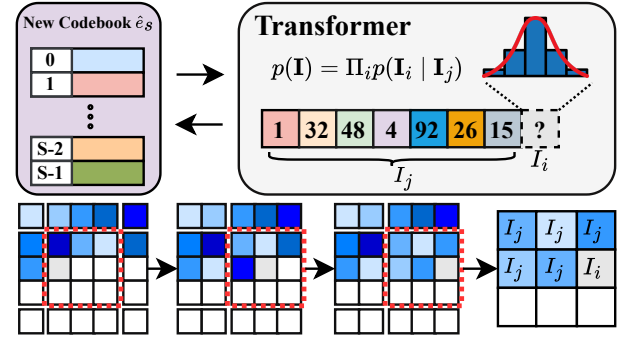 New Codebook ê_s
0
1
S-2
S-1
Transformer
p(I) = Π_i p(I_i | I_j)
1 32 48 4 92 26 15 ?
I_j
I_i
I_j I_j I_j
I_j I_j I_i